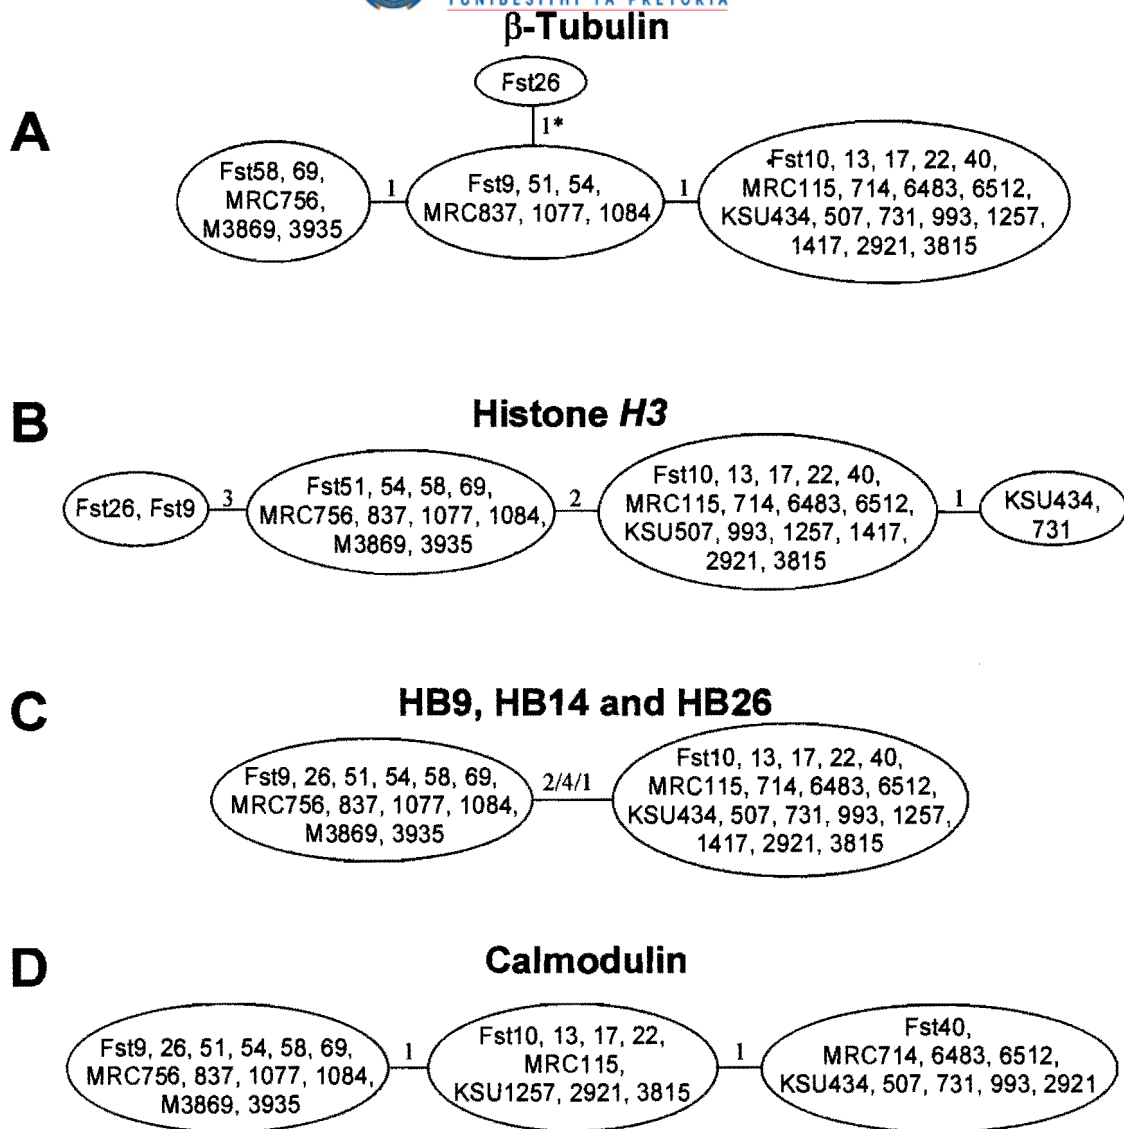 YUNIBESITHI YA PRETORIA
β-Tubulin
A
Fst26
1*
Fst58, 69,
MRC756,
M3869, 3935
1
Fst9, 51, 54,
MRC837, 1077, 1084
1
Fst10, 13, 17, 22, 40,
MRC115, 714, 6483, 6512,
KSU434, 507, 731, 993, 1257,
1417, 2921, 3815
B
Histone H3
Fst26, Fst9
3
Fst51, 54, 58, 69,
MRC756, 837, 1077, 1084,
M3869, 3935
2
Fst10, 13, 17, 22, 40,
MRC115, 714, 6483, 6512,
KSU507, 993, 1257, 1417,
2921, 3815
1
KSU434,
731
C
HB9, HB14 and HB26
Fst9, 26, 51, 54, 58, 69,
MRC756, 837, 1077, 1084,
M3869, 3935
2/4/1
Fst10, 13, 17, 22, 40,
MRC115, 714, 6483, 6512,
KSU434, 507, 731, 993, 1257,
1417, 2921, 3815
D
Calmodulin
Fst9, 26, 51, 54, 58, 69,
MRC756, 837, 1077, 1084,
M3869, 3935
1
Fst10, 13, 17, 22,
MRC115,
KSU1257, 2921, 3815
1
Fst40,
MRC714, 6483, 6512,
KSU434, 507, 731, 993, 2921